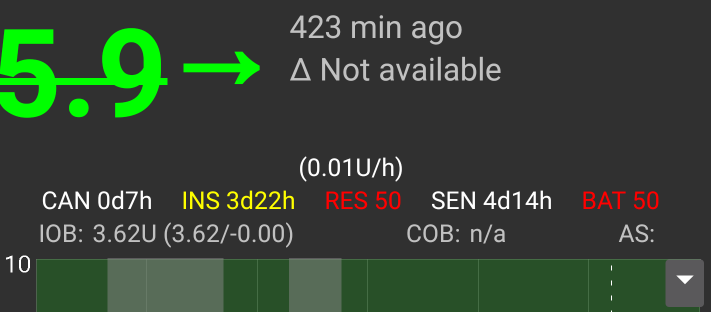 5.9 → 423 min ago
Δ Not available
(0.01U/h)
CAN 0d7h INS 3d22h RES 50 SEN 4d14h BAT 50
IOB: 3.62U (3.62/-0.00) COB: n/a AS:
10